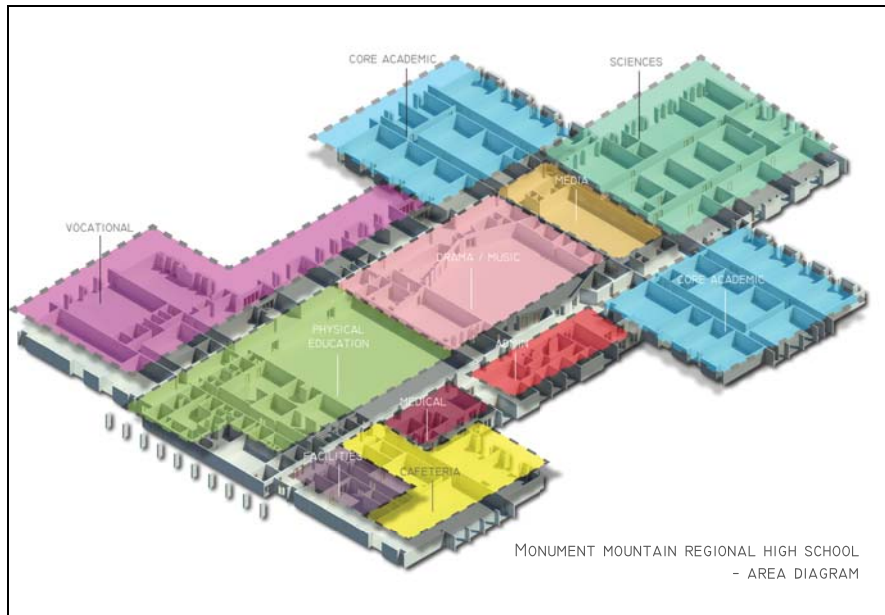 CORE ACADEMIC
SCIENCES
MEDIA
VOCATIONAL
DRAMA / MUSIC
CORE ACADEMIC
PHYSICAL
EDUCATION
ADMIN
MEDICAL
FACILITIES
CAFETERIA
MONUMENT MOUNTAIN REGIONAL HIGH SCHOOL
- AREA DIAGRAM